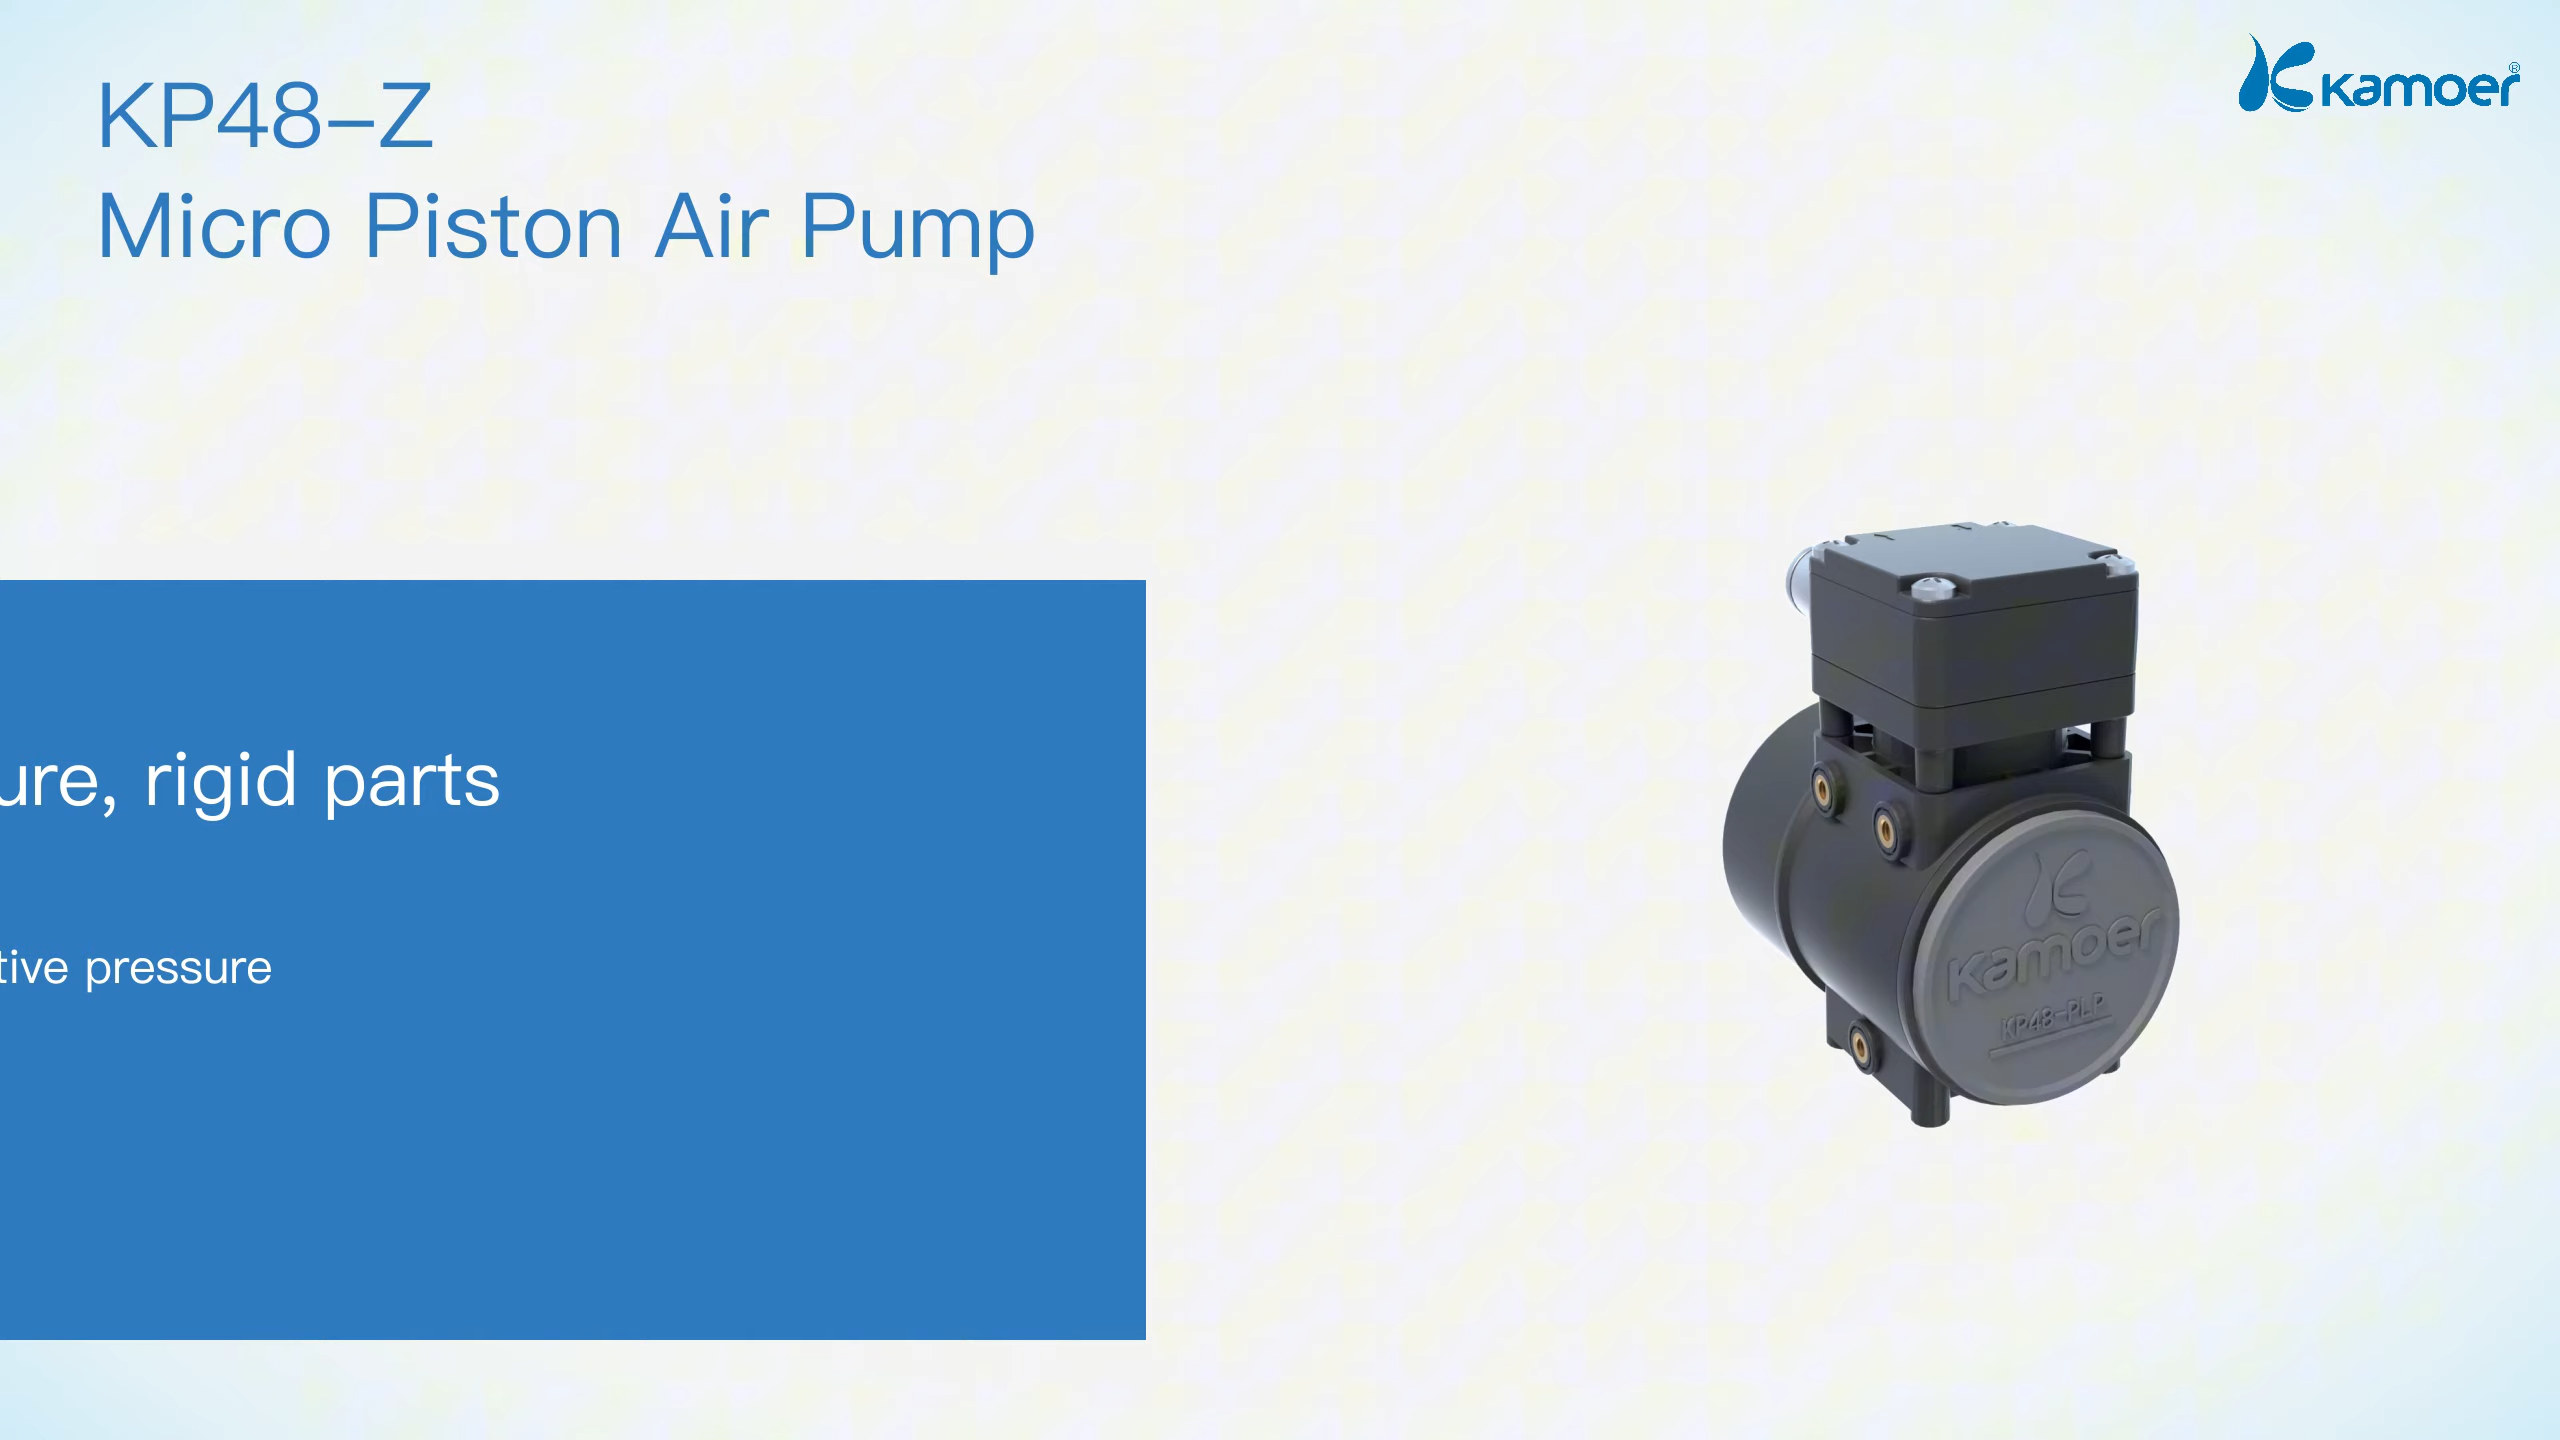 KP48-Z
Micro Piston Air Pump
kamoer®
ure, rigid parts
tive pressure
kamoer
KP48-PLP